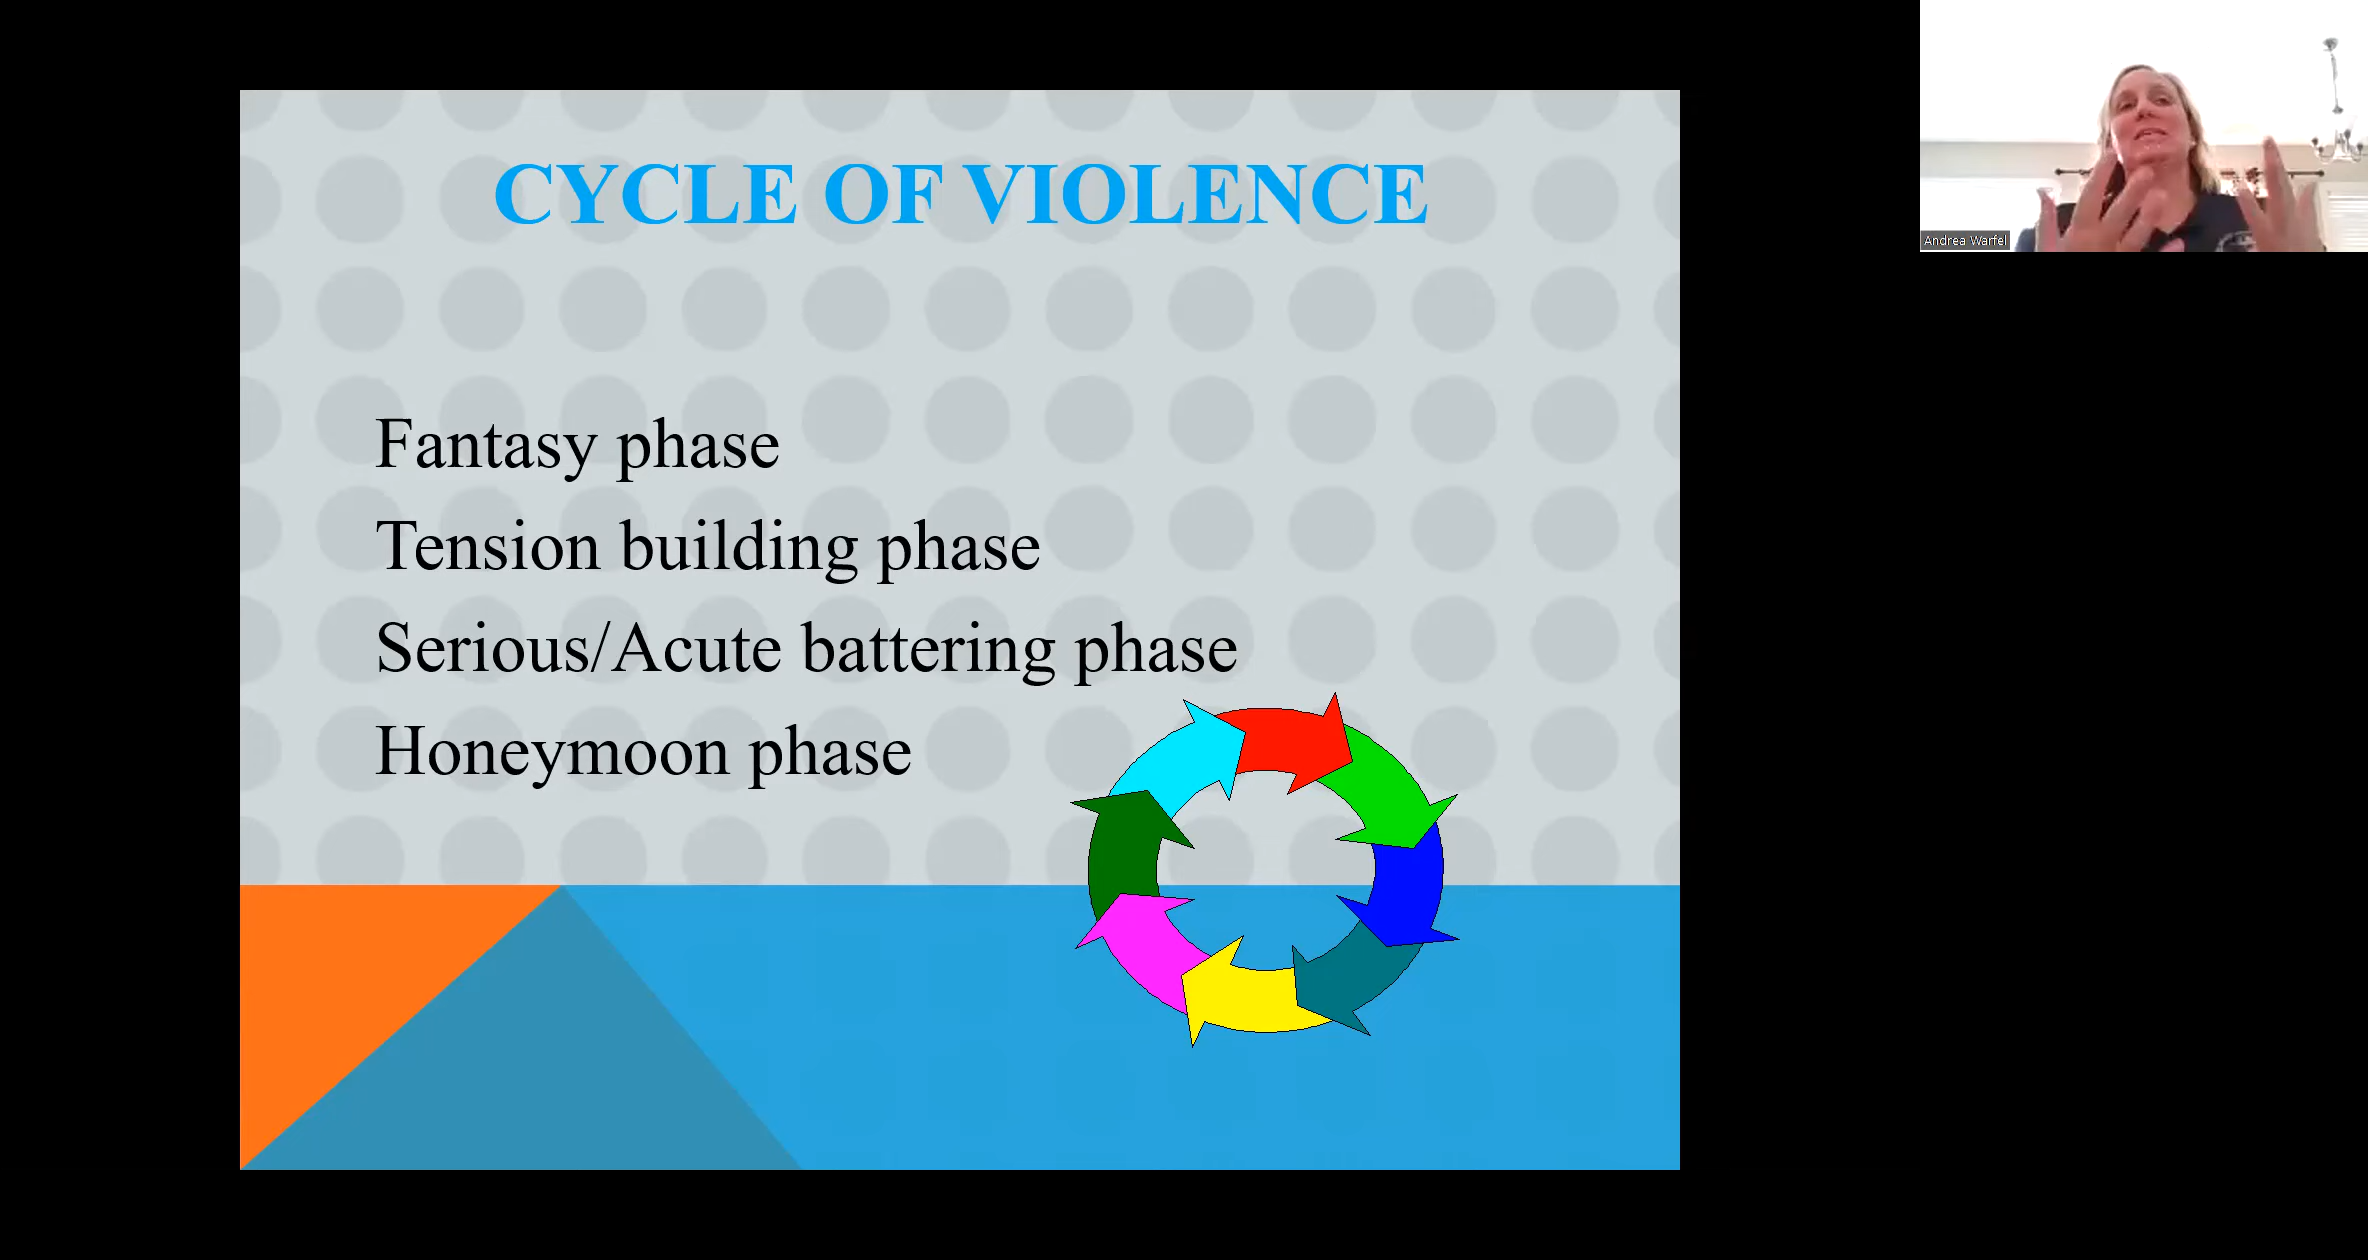 CYCLE OF VIOLENCE
Fantasy phase
Tension building phase
Serious/Acute battering phase
Honeymoon phase
Andrea Warfel